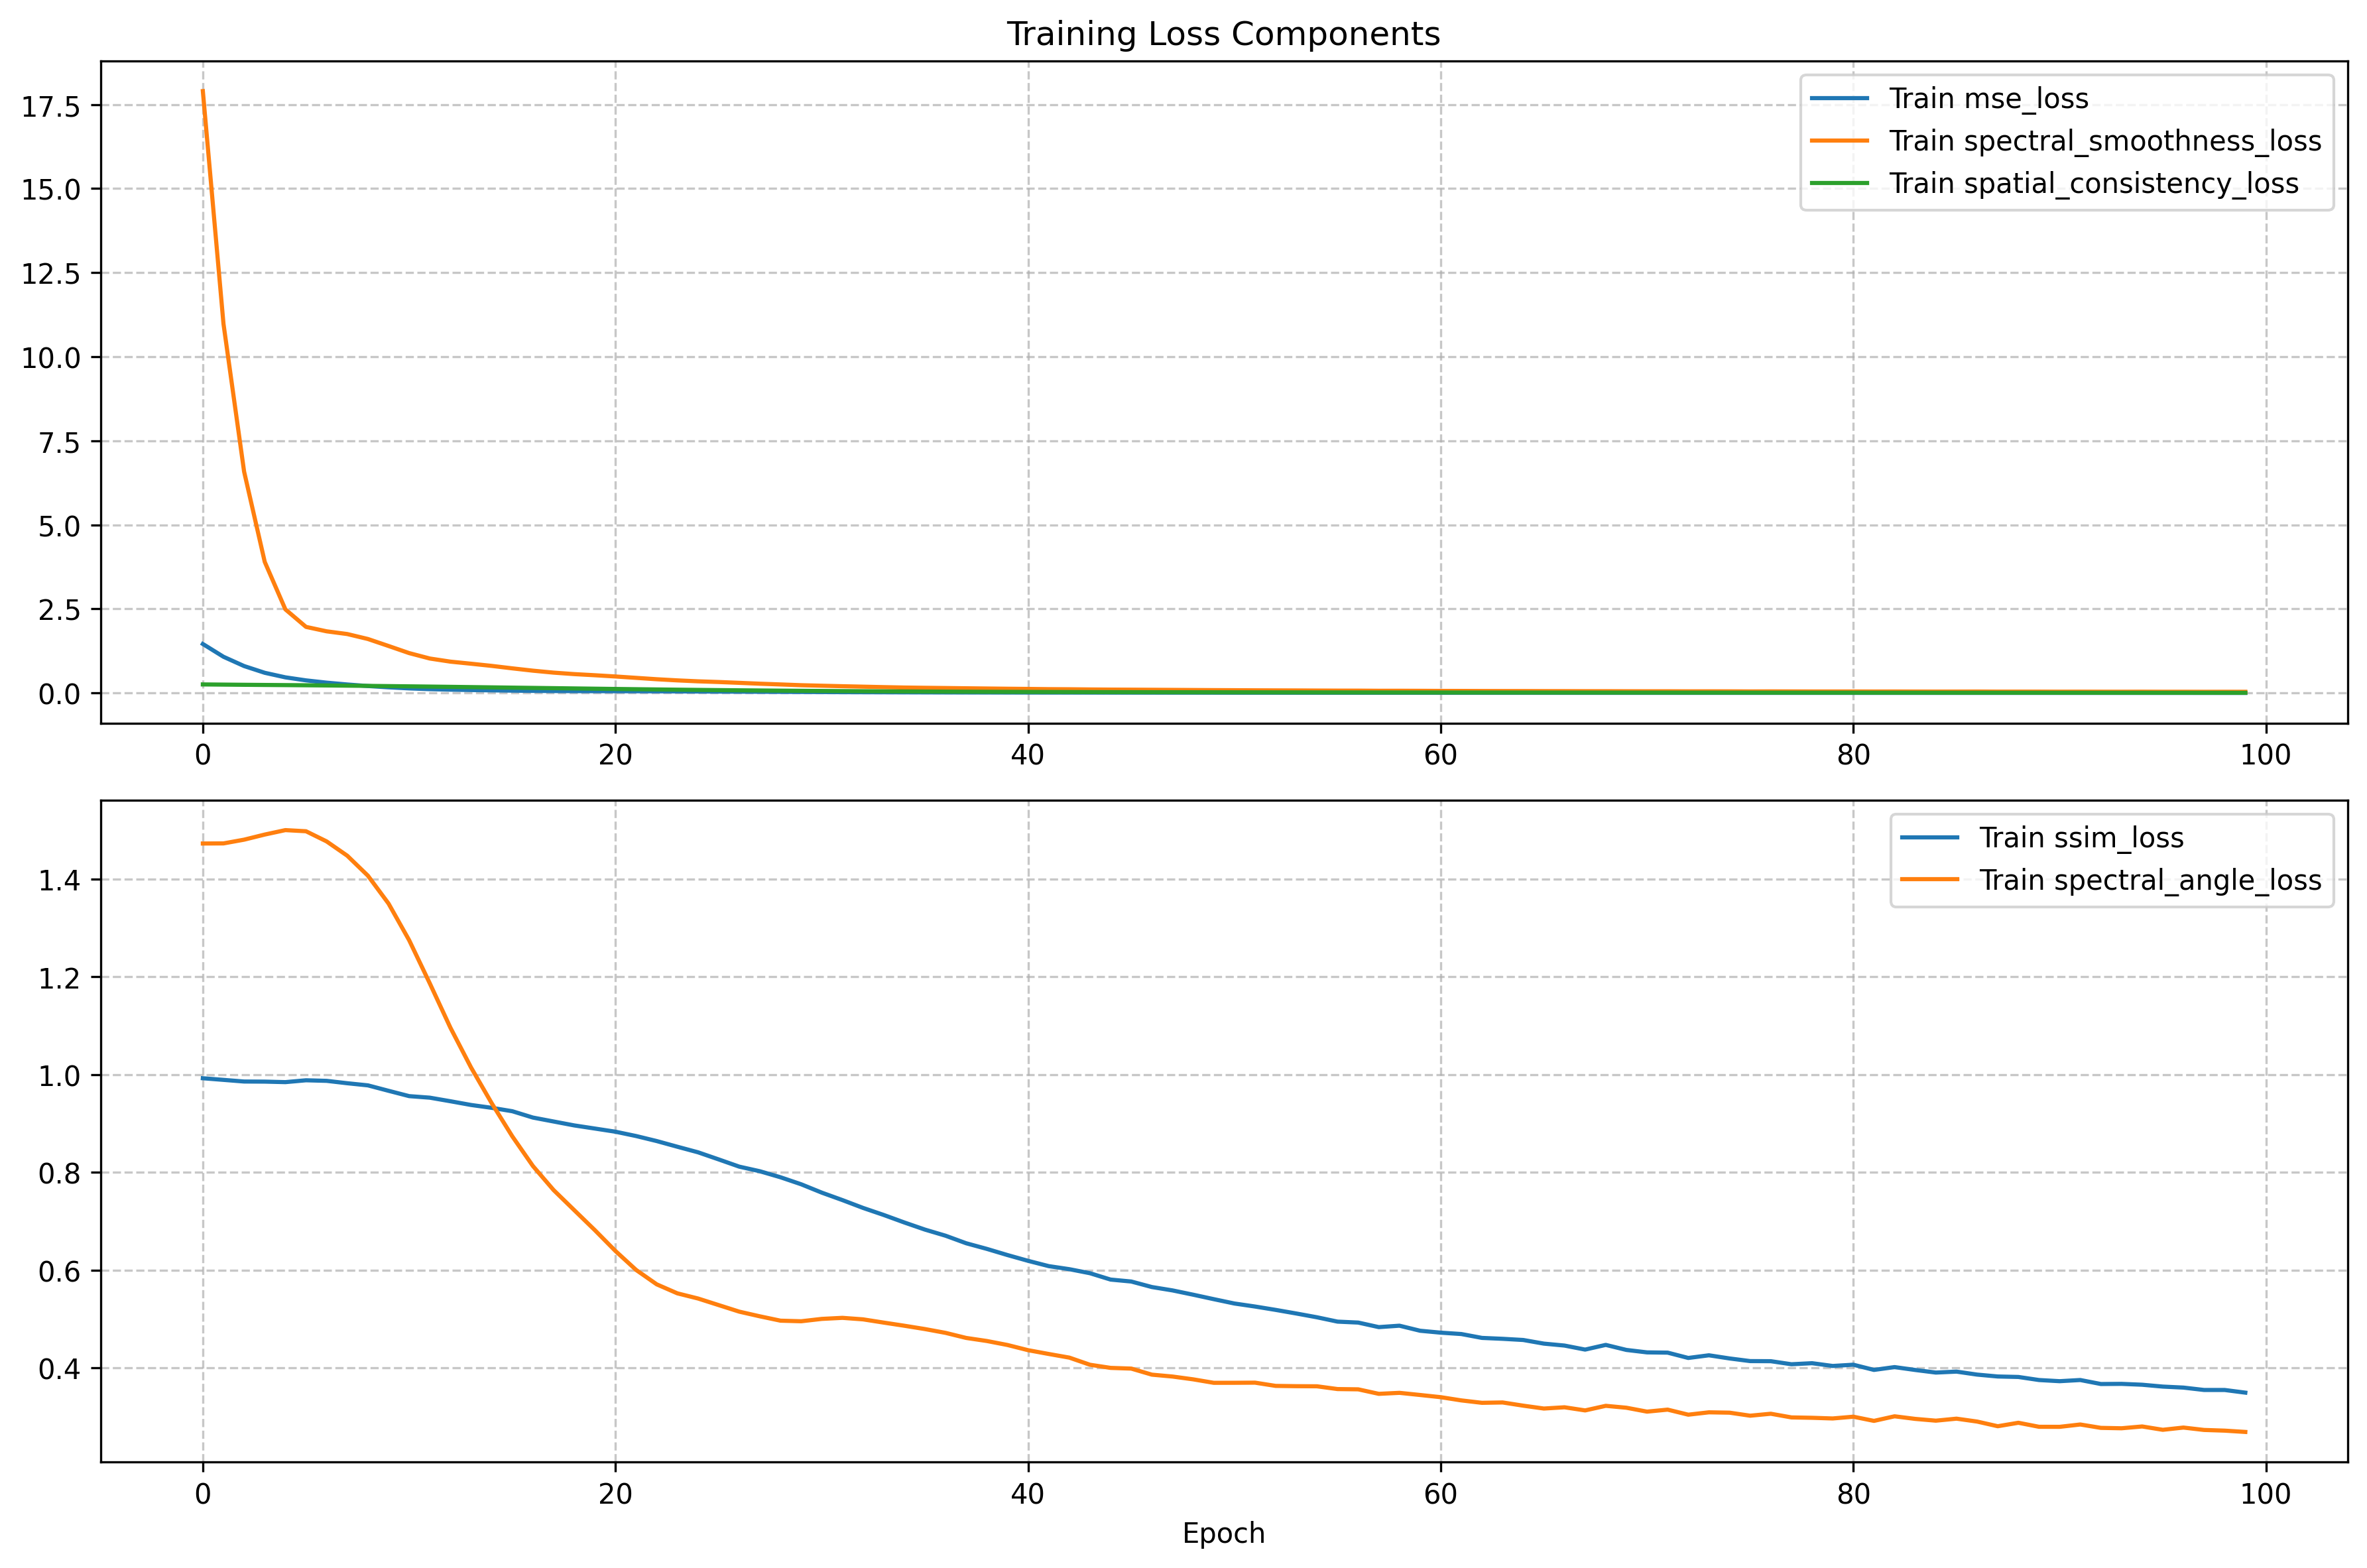 Training Loss Components
17.5
15.0
12.5
10.0
7.5
5.0
2.5
0.0
Train mse_loss
Train spectral_smoothness_loss
Train spatial_consistency_loss
0 20 40 60 80 100
1.4
1.2
1.0
0.8
0.6
0.4
Train ssim_loss
Train spectral_angle_loss
0 20 40 60 80 100
Epoch